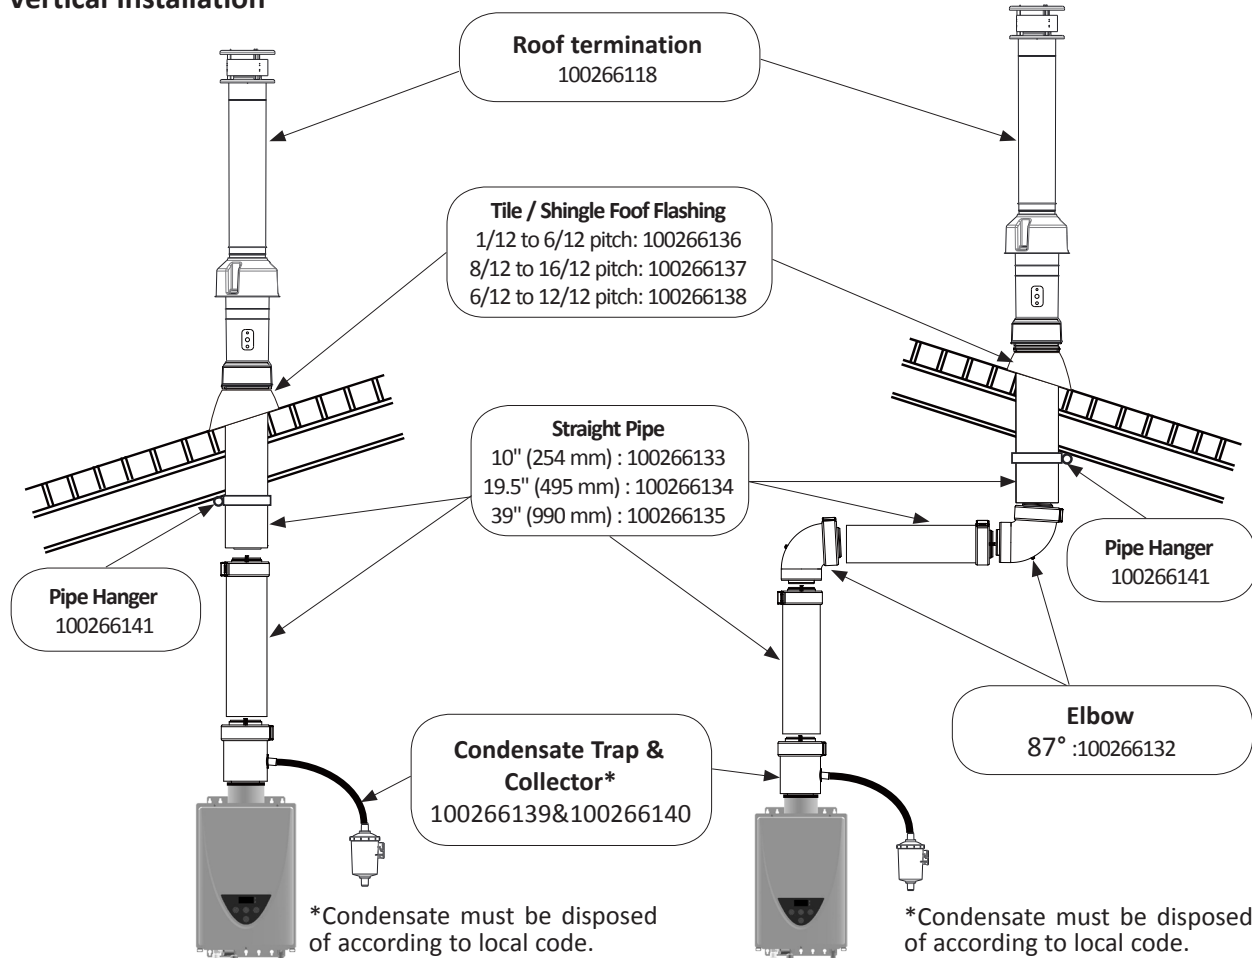 Vertical Installation
Roof termination
100266118
Tile / Shingle Foof Flashing
1/12 to 6/12 pitch: 100266136
8/12 to 16/12 pitch: 100266137
6/12 to 12/12 pitch: 100266138
Straight Pipe
10" (254 mm) : 100266133
19.5" (495 mm) : 100266134
39" (990 mm) : 100266135
Pipe Hanger
100266141
Pipe Hanger
100266141
Elbow
87° :100266132
Condensate Trap &
Collector*
100266139&100266140
*Condensate must be disposed
of according to local code.
*Condensate must be disposed
of according to local code.